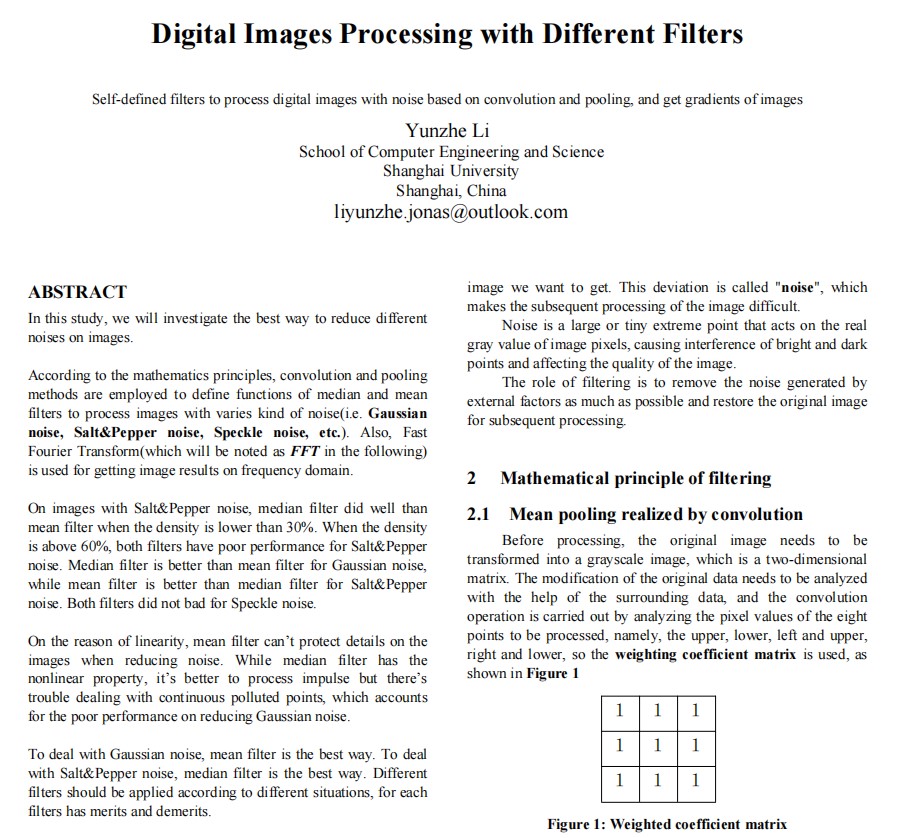 Digital Images Processing with Different Filters
Self-defined filters to process digital images with noise based on convolution and pooling, and get gradients of images
Yunzhe Li
School of Computer Engineering and Science
Shanghai University
Shanghai, China
liyunzhe.jonas@outlook.com
ABSTRACT
In this study, we will investigate the best way to reduce different
noises on images.
According to the mathematics principles, convolution and pooling
methods are employed to define functions of median and mean
filters to process images with varies kind of noise(i.e. Gaussian
noise, Salt&Pepper noise, Speckle noise, etc.). Also, Fast
Fourier Transform(which will be noted as FFT in the following)
is used for getting image results on frequency domain.
On images with Salt&Pepper noise, median filter did well than
mean filter when the density is lower than 30%. When the density
is above 60%, both filters have poor performance for Salt&Pepper
noise. Median filter is better than mean filter for Gaussian noise,
while mean filter is better than median filter for Salt&Pepper
noise. Both filters did not bad for Speckle noise.
On the reason of linearity, mean filter can't protect details on the
images when reducing noise. While median filter has the
nonlinear property, it's better to process impulse but there's
trouble dealing with continuous polluted points, which accounts
for the poor performance on reducing Gaussian noise.
To deal with Gaussian noise, mean filter is the best way. To deal
with Salt&Pepper noise, median filter is the best way. Different
filters should be applied according to different situations, for each
filters has merits and demerits.
image we want to get. This deviation is called "noise", which
makes the subsequent processing of the image difficult.
Noise is a large or tiny extreme point that acts on the real
gray value of image pixels, causing interference of bright and dark
points and affecting the quality of the image.
The role of filtering is to remove the noise generated by
external factors as much as possible and restore the original image
for subsequent processing.
2 Mathematical principle of filtering
2.1 Mean pooling realized by convolution
Before processing, the original image needs to be
transformed into a grayscale image, which is a two-dimensional
matrix. The modification of the original data needs to be analyzed
with the help of the surrounding data, and the convolution
operation is carried out by analyzing the pixel values of the eight
points to be processed, namely, the upper, lower, left and upper,
right and lower, so the weighting coefficient matrix is used, as
shown in Figure 1
1 1 1
1 1 1
1 1 1
Figure 1: Weighted coefficient matrix